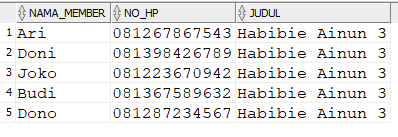 NAMA_MEMBER NO_HP JUDUL
1 Ari 081267867543 Habibie Ainun 3
2 Doni 081398426789 Habibie Ainun 3
3 Joko 081223670942 Habibie Ainun 3
4 Budi 081367589632 Habibie Ainun 3
5 Dono 081287234567 Habibie Ainun 3